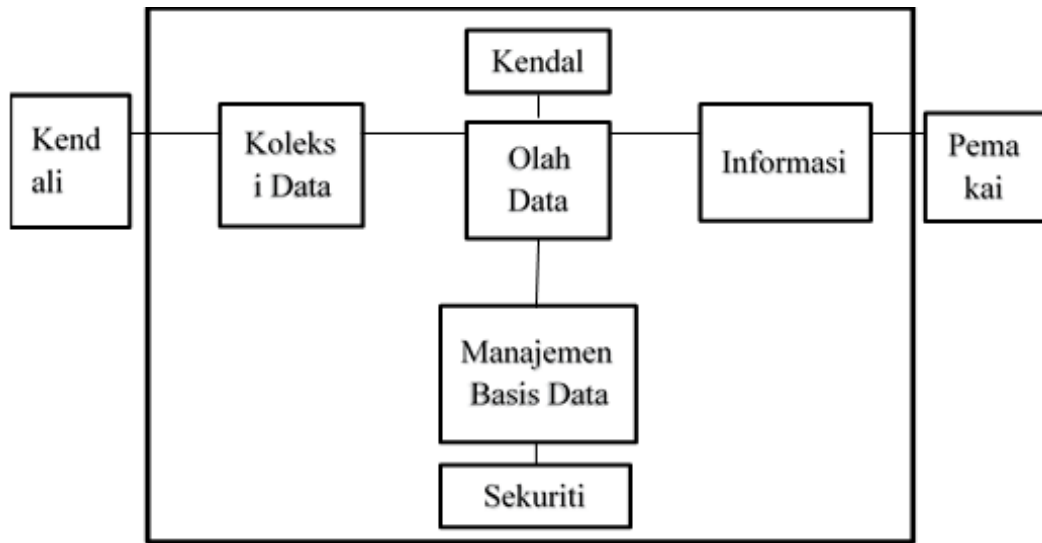 Kendal
Kend
ali
Koleks
i Data
Olah
Data
Informasi
Pema
kai
Manajemen
Basis Data
Sekuriti